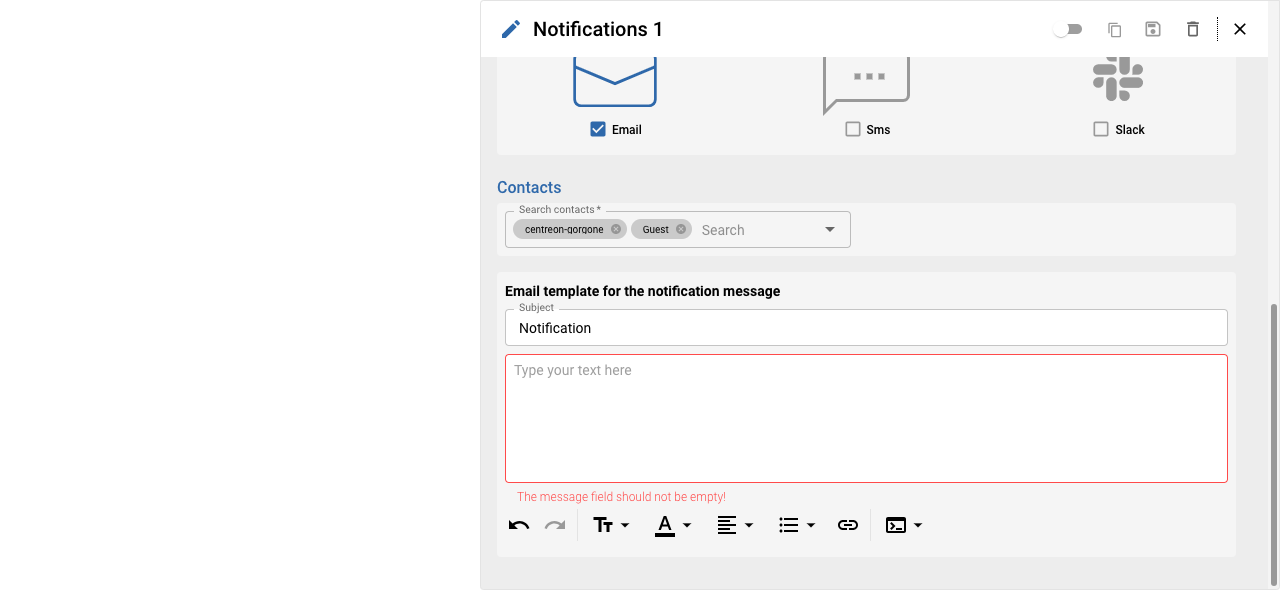 Notifications 1
Email
Sms
Slack
Contacts
Search contacts *
centreon-gorgone Guest Search
Email template for the notification message
Subject
Notification
Type your text here
The message field should not be empty!